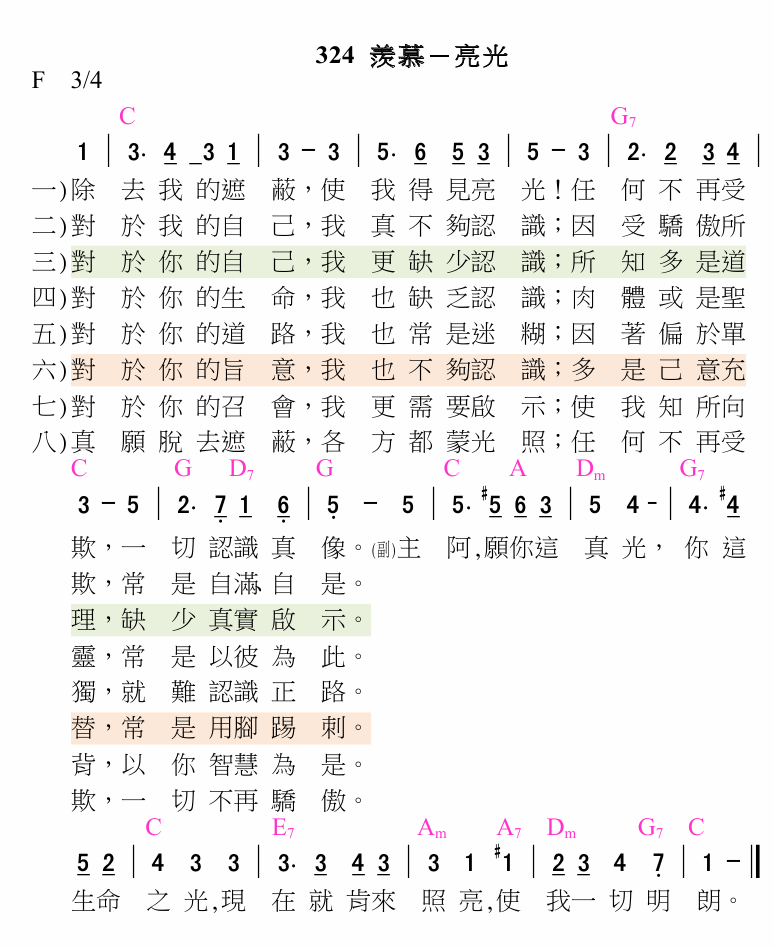 324 羨慕－亮光
F 3/4
C G7
1 | 3. 4 _3 1 | 3 － 3 | 5. 6 5 3 | 5 － 3 | 2. 2 3 4 |
一)除 去 我 的遮 蔽，使 我 得 見亮 光！任 何 不 再受
二)對 於 我 的自 己，我 真 不 夠認 識；因 受 驕 傲所
三)對 於 你 的自 己，我 更 缺 少認 識；所 知 多 是道
四)對 於 你 的生 命，我 也 缺 乏認 識；肉 體 或 是聖
五)對 於 你 的道 路，我 也 常 是迷 糊；因 著 偏 於單
六)對 於 你 的旨 意，我 也 不 夠認 識；多 是 己 意充
七)對 於 你 的召 會，我 更 需 要啟 示；使 我 知 所向
八)真 願 脫 去遮 蔽，各 方 都 蒙光 照；任 何 不 再受
C G D7 G C A Dm G7
3 － 5 | 2. 7 1 6 | 5 － 5 | 5. #5 6 3 | 5 4 - | 4. #4
欺，一 切 認識 真 像。(副)主 阿,願你這 真 光， 你 這
欺，常 是 自滿、自 是。
理，缺 少 真實 啟 示。
靈，常 是 以彼 為 此。
獨，就 難 認識 正 路。
替，常 是 用腳 踢 刺。
背，以 你 智慧 為 是。
欺，一 切 不再 驕 傲。
C E7 Am A7 Dm G7 C
5 2 | 4 3 3 | 3. 3 4 3 | 3 1 #1 | 2 3 4 7 | 1 － ‖
生命 之 光,現 在 就 肯來 照 亮,使 我一 切 明 朗。